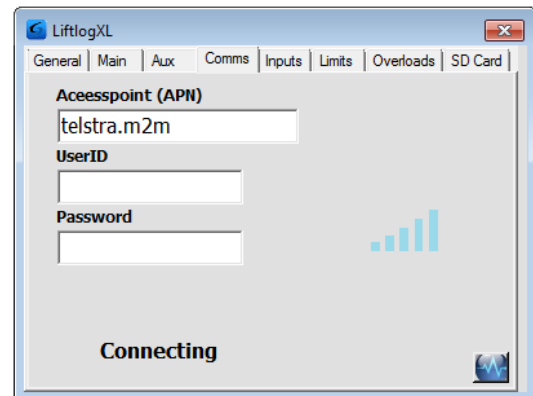 LiftlogXL
General Main Aux Comms Inputs Limits Overloads SD Card
Aceesspoint (APN)
telstra.m2m
UserID
Password
Connecting